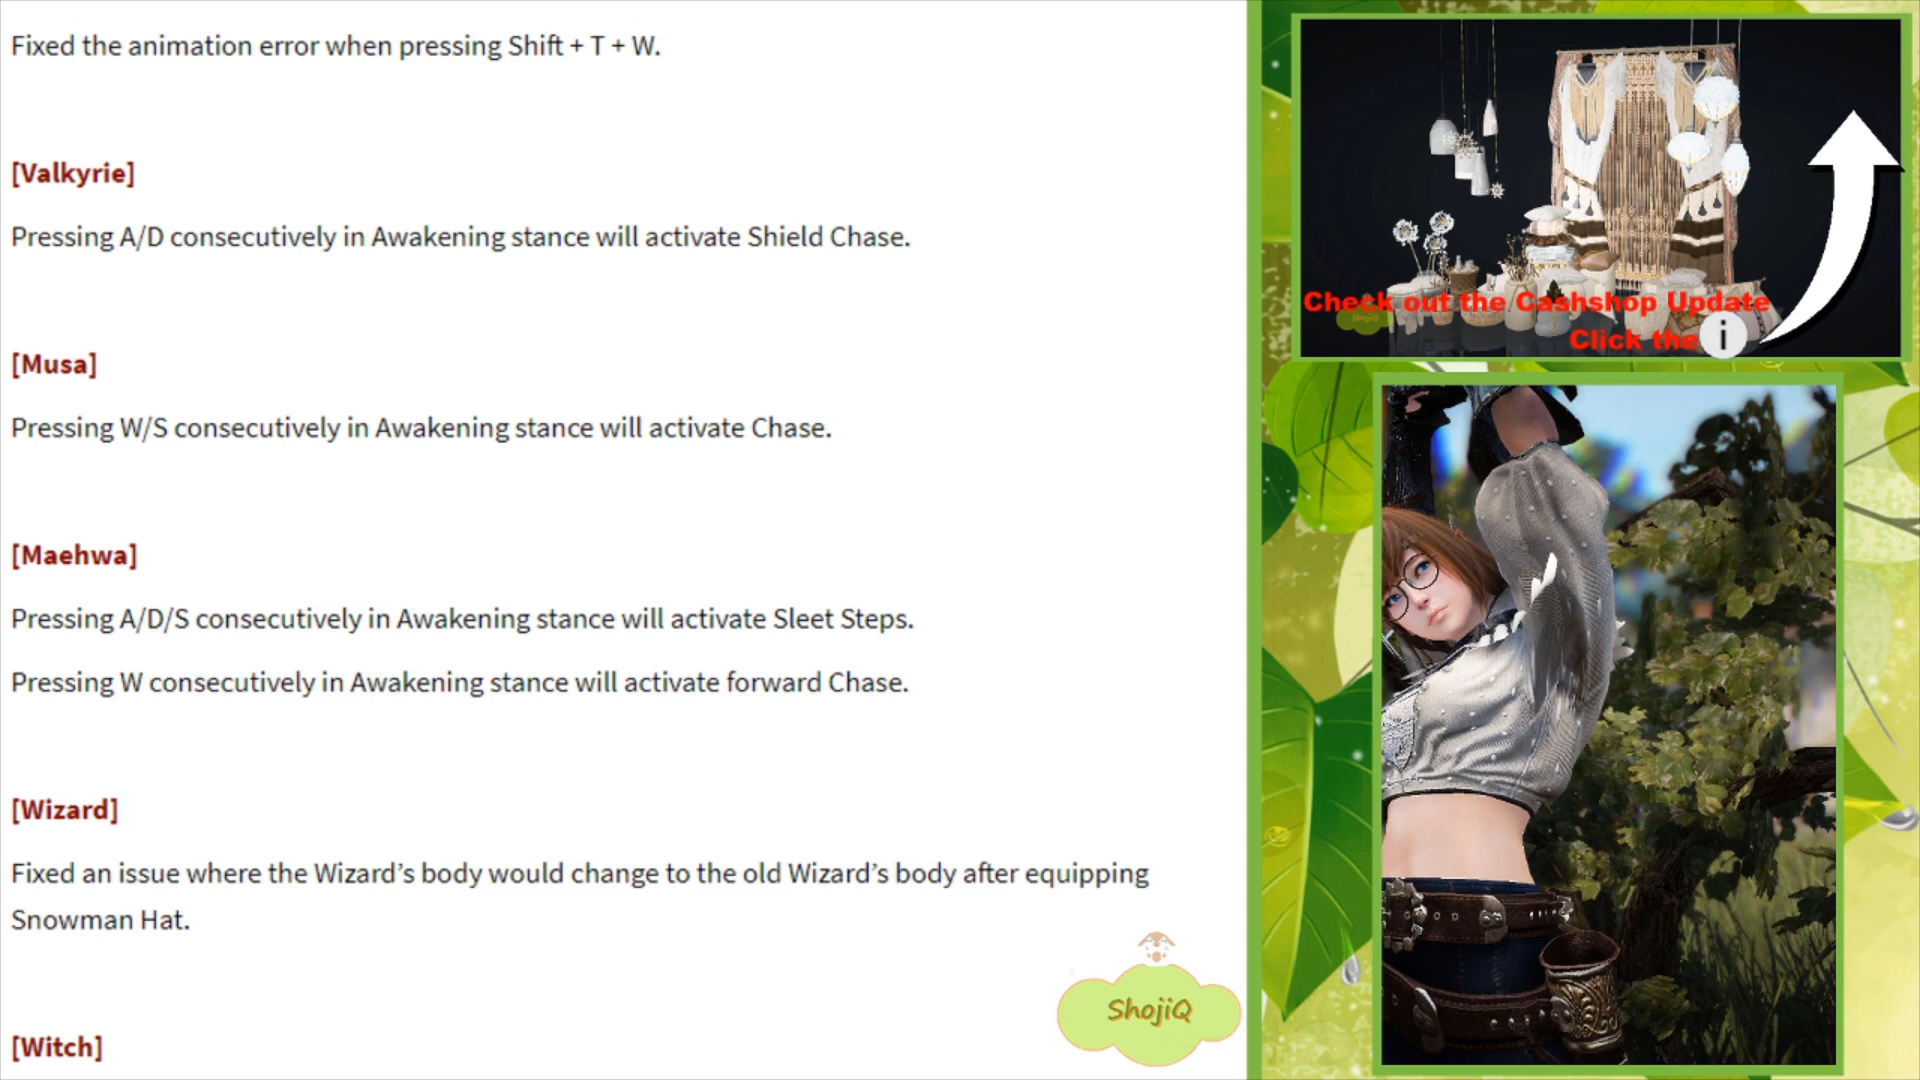 Fixed the animation error when pressing Shift + T + W.
[Valkyrie]
Pressing A/D consecutively in Awakening stance will activate Shield Chase.
[Musa]
Pressing W/S consecutively in Awakening stance will activate Chase.
[Maehwa]
Pressing A/D/S consecutively in Awakening stance will activate Sleet Steps.
Pressing W consecutively in Awakening stance will activate forward Chase.
[Wizard]
Fixed an issue where the Wizard’s body would change to the old Wizard’s body after equipping
Snowman Hat.
[Witch]
ShojiQ
Check out the Cashshop Update
ShojiQ
Click the i